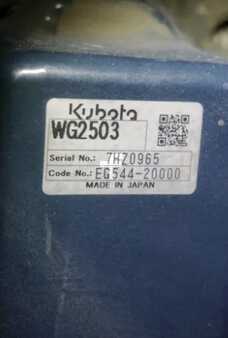 Kubota
WG2503
Serial No.: 7HZ0965
Code No.: EG544-20000
MADE IN JAPAN